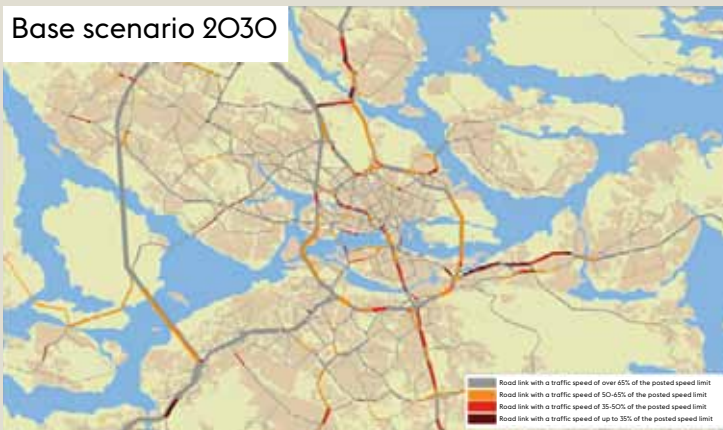 Base scenario 2030
Road link with a traffic speed of over 65% of the posted speed limit
Road link with a traffic speed of 50-65% of the posted speed limit
Road link with a traffic speed of 35-50% of the posted speed limit
Road link with a traffic speed of up to 35% of the posted speed limit